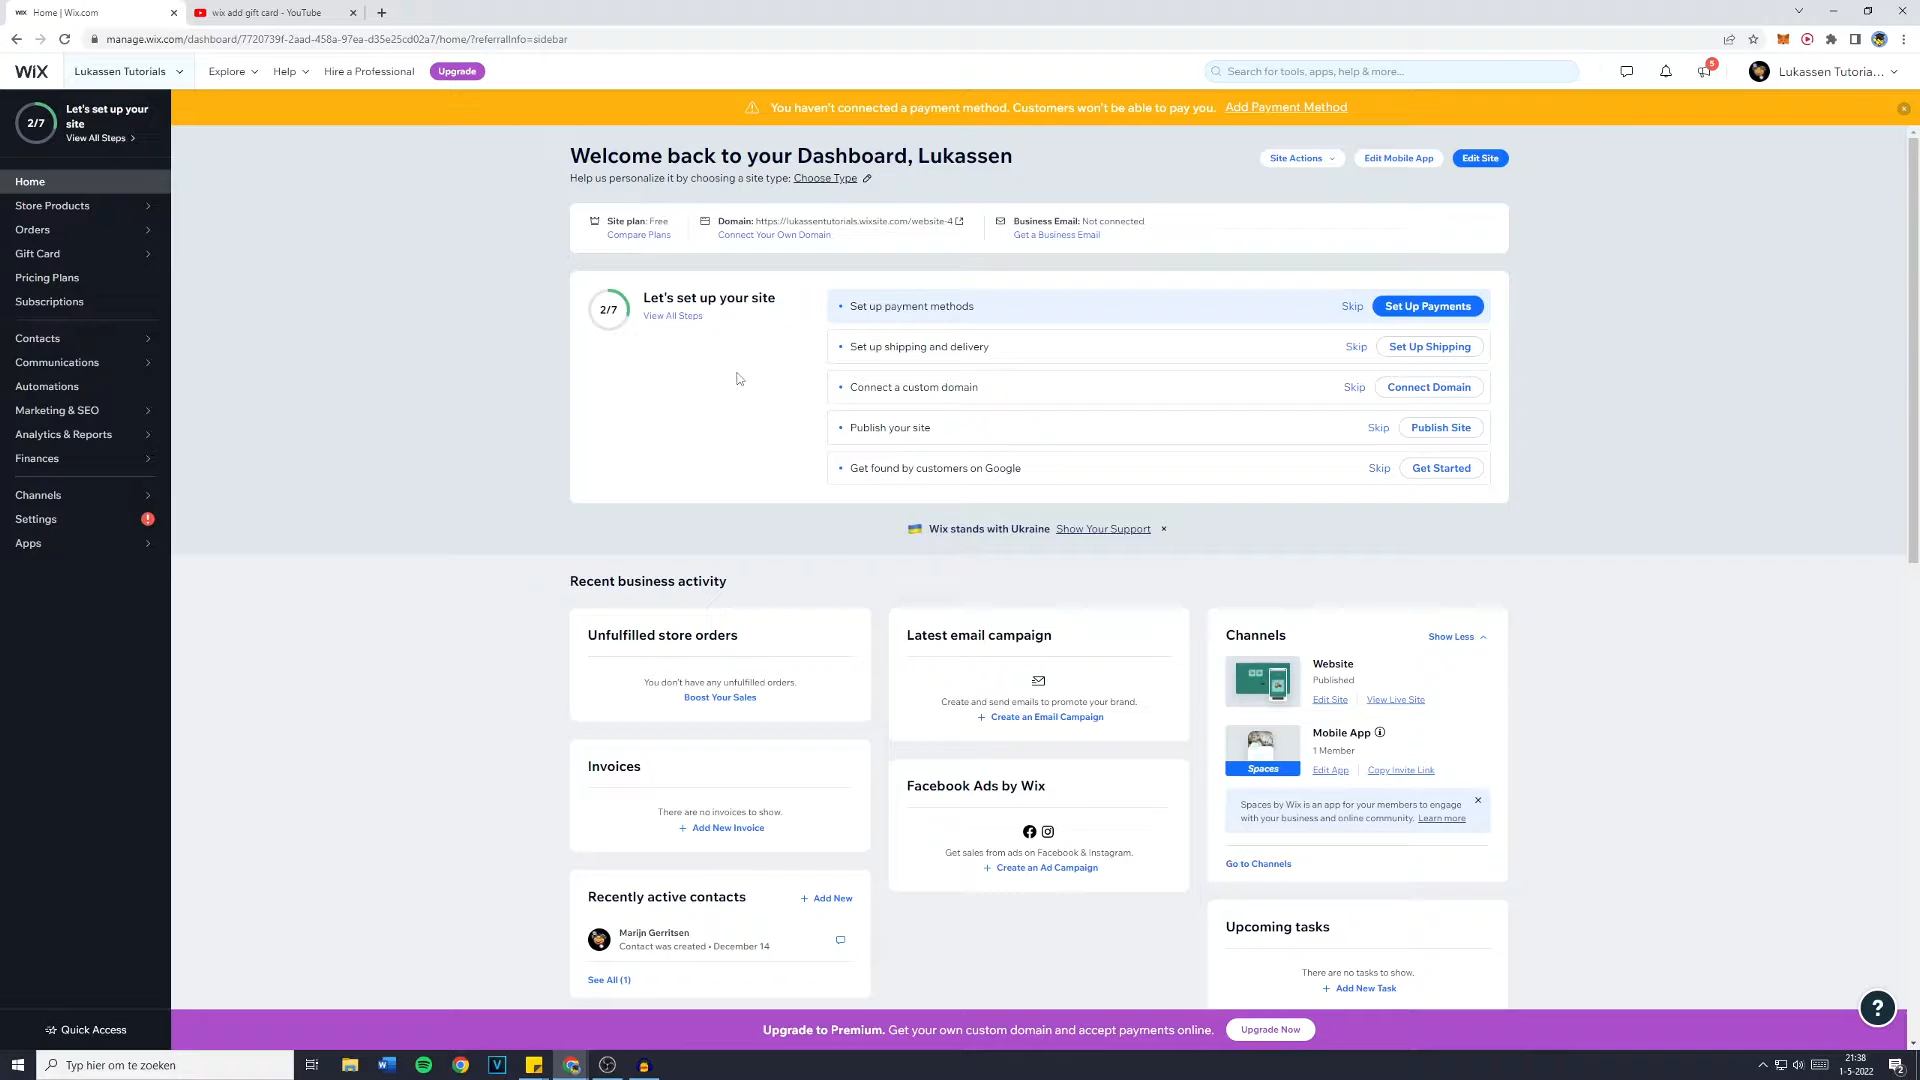 Home | Wix.com
wix add gift card - YouTube
manage.wix.com/dashboard/7720739f-2aad-458a-97ea-d35e25cd02a7/home/?referralInfo=sidebar
WiX
Lukassen Tutorials
Explore
Help
Hire a Professional
Upgrade
Search for tools, apps, help & more...
5
Lukassen Tutoria...
2/7
Let's set up your
site
View All Steps
You haven't connected a payment method. Customers won't be able to pay you. Add Payment Method
Home
Store Products
Orders
Gift Card
Pricing Plans
Subscriptions
Contacts
Communications
Automations
Marketing & SEO
Analytics & Reports
Finances
Channels
Settings
Apps
Quick Access
Welcome back to your Dashboard, Lukassen
Help us personalize it by choosing a site type: Choose Type
Site Actions
Edit Mobile App
Edit Site
Site plan: Free
Compare Plans
Domain: https://lukassentutorials.wixsite.com/website-4
Connect Your Own Domain
Business Email: Not connected
Get a Business Email
2/7
Let's set up your site
View All Steps
Set up payment methods Skip Set Up Payments
Set up shipping and delivery Skip Set Up Shipping
Connect a custom domain Skip Connect Domain
Publish your site Skip Publish Site
Get found by customers on Google Skip Get Started
Wix stands with Ukraine Show Your Support
Recent business activity
Unfulfilled store orders
You don't have any unfulfilled orders.
Boost Your Sales
Invoices
There are no invoices to show.
+ Add New Invoice
Recently active contacts
+ Add New
Marijn Gerritsen
Contact was created • December 14
See All (1)
Latest email campaign
Create and send emails to promote your brand.
+ Create an Email Campaign
Facebook Ads by Wix
Get sales from ads on Facebook & Instagram.
+ Create an Ad Campaign
Channels
Show Less
Website
Published
Edit Site
View Live Site
Spaces
Mobile App
1 Member
Edit App
Copy Invite Link
Spaces by Wix is an app for your members to engage
with your business and online community. Learn more
Go to Channels
Upcoming tasks
There are no tasks to show.
+ Add New Task
?
Upgrade to Premium. Get your own custom domain and accept payments online. Upgrade Now
Typ hier om te zoeken
21:38
1-5-2022
2